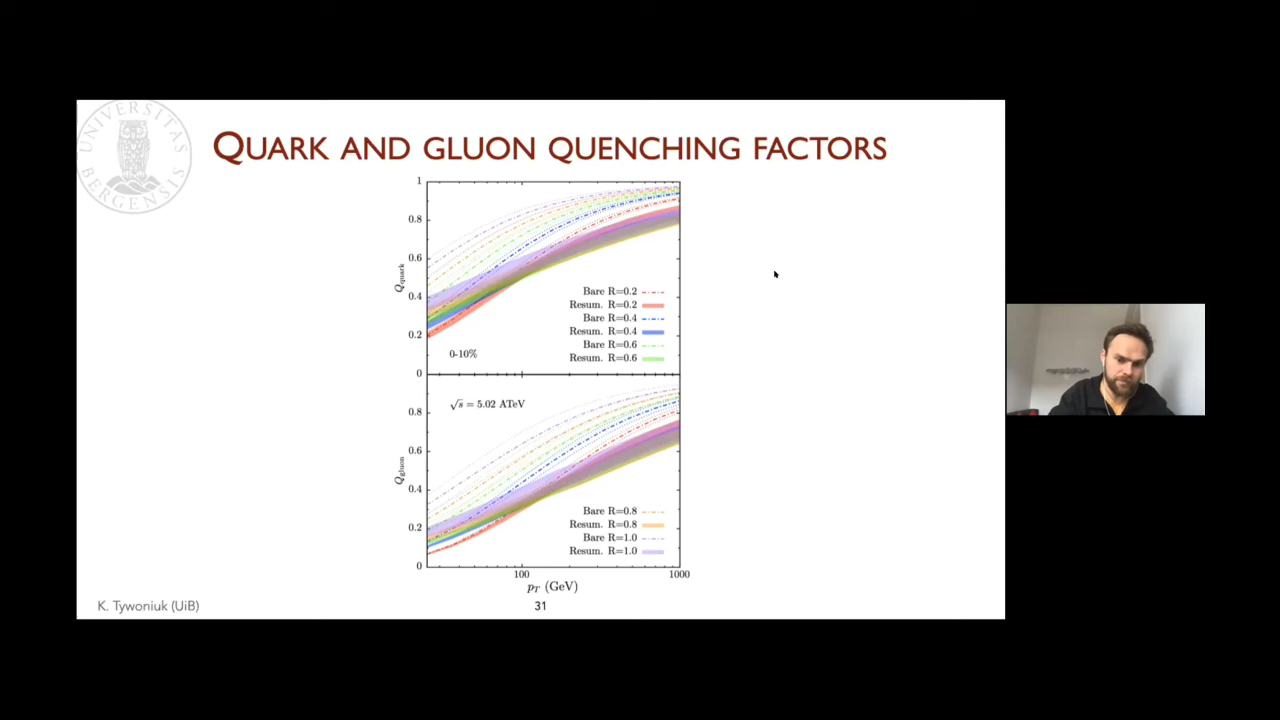 UNIVERSITAS
BERGENSIS
QUARK AND GLUON QUENCHING FACTORS
1
0.8
0.6
0.4
0.2
0
Q_quark
Bare R=0.2
Resum. R=0.2
Bare R=0.4
Resum. R=0.4
Bare R=0.6
Resum. R=0.6
0-10%
√s = 5.02 ATeV
0.8
0.6
0.4
0.2
0
Q_gluon
Bare R=0.8
Resum. R=0.8
Bare R=1.0
Resum. R=1.0
100
1000
p_T (GeV)
K. Tywoniuk (UiB)
31